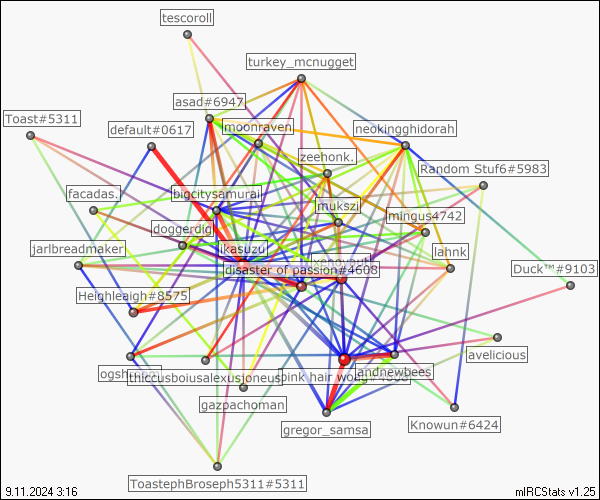 tescoroll
turkey_mcnugget
asad#6947
Toast#5311
default#0617
moonraven
neokingghidorah
zeehonk.
Random Stuf6#5983
facadas.
bigcitysamurai
mukszi
mingus4742
doggerdig
jarlbreadmaker
ikasuzu
lahnk
disaster of passion#4608
Duck™#9103
Heighleaigh#8575
avelicious
thiccusboiusalexusjoneus
pink hair
andnewbees
gazpachoman
gregor_samsa
Knowun#6424
ToastephBroseph5311#5311
9.11.2024 3:16
mIRCStats v1.25